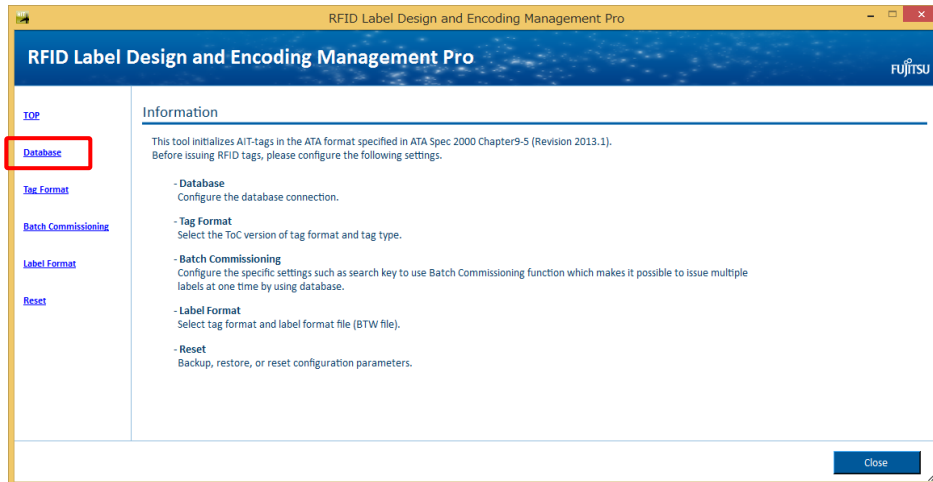 RFID Label Design and Encoding Management Pro
RFID Label Design and Encoding Management Pro
FUJITSU
TOP
Database
Tag Format
Batch Commissioning
Label Format
Reset
Information
This tool initializes AIT-tags in the ATA format specified in ATA Spec 2000 Chapter9-5 (Revision 2013.1).
Before issuing RFID tags, please configure the following settings.
- Database
Configure the database connection.
- Tag Format
Select the ToC version of tag format and tag type.
- Batch Commissioning
Configure the specific settings such as search key to use Batch Commissioning function which makes it possible to issue multiple
labels at one time by using database.
- Label Format
Select tag format and label format file (BTW file).
- Reset
Backup, restore, or reset configuration parameters.
Close